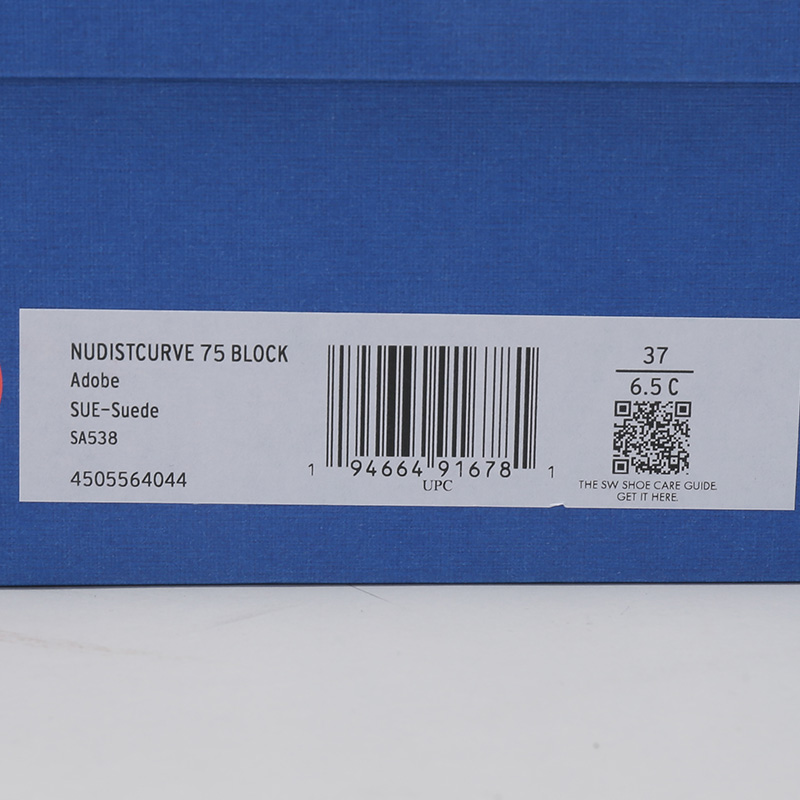 NUDISTCURVE 75 BLOCK
Adobe
SUE-Suede
SA538
4505564044
1 94664 91678 1
UPC
37
6.5 C
THE SW SHOE CARE GUIDE.
GET IT HERE.